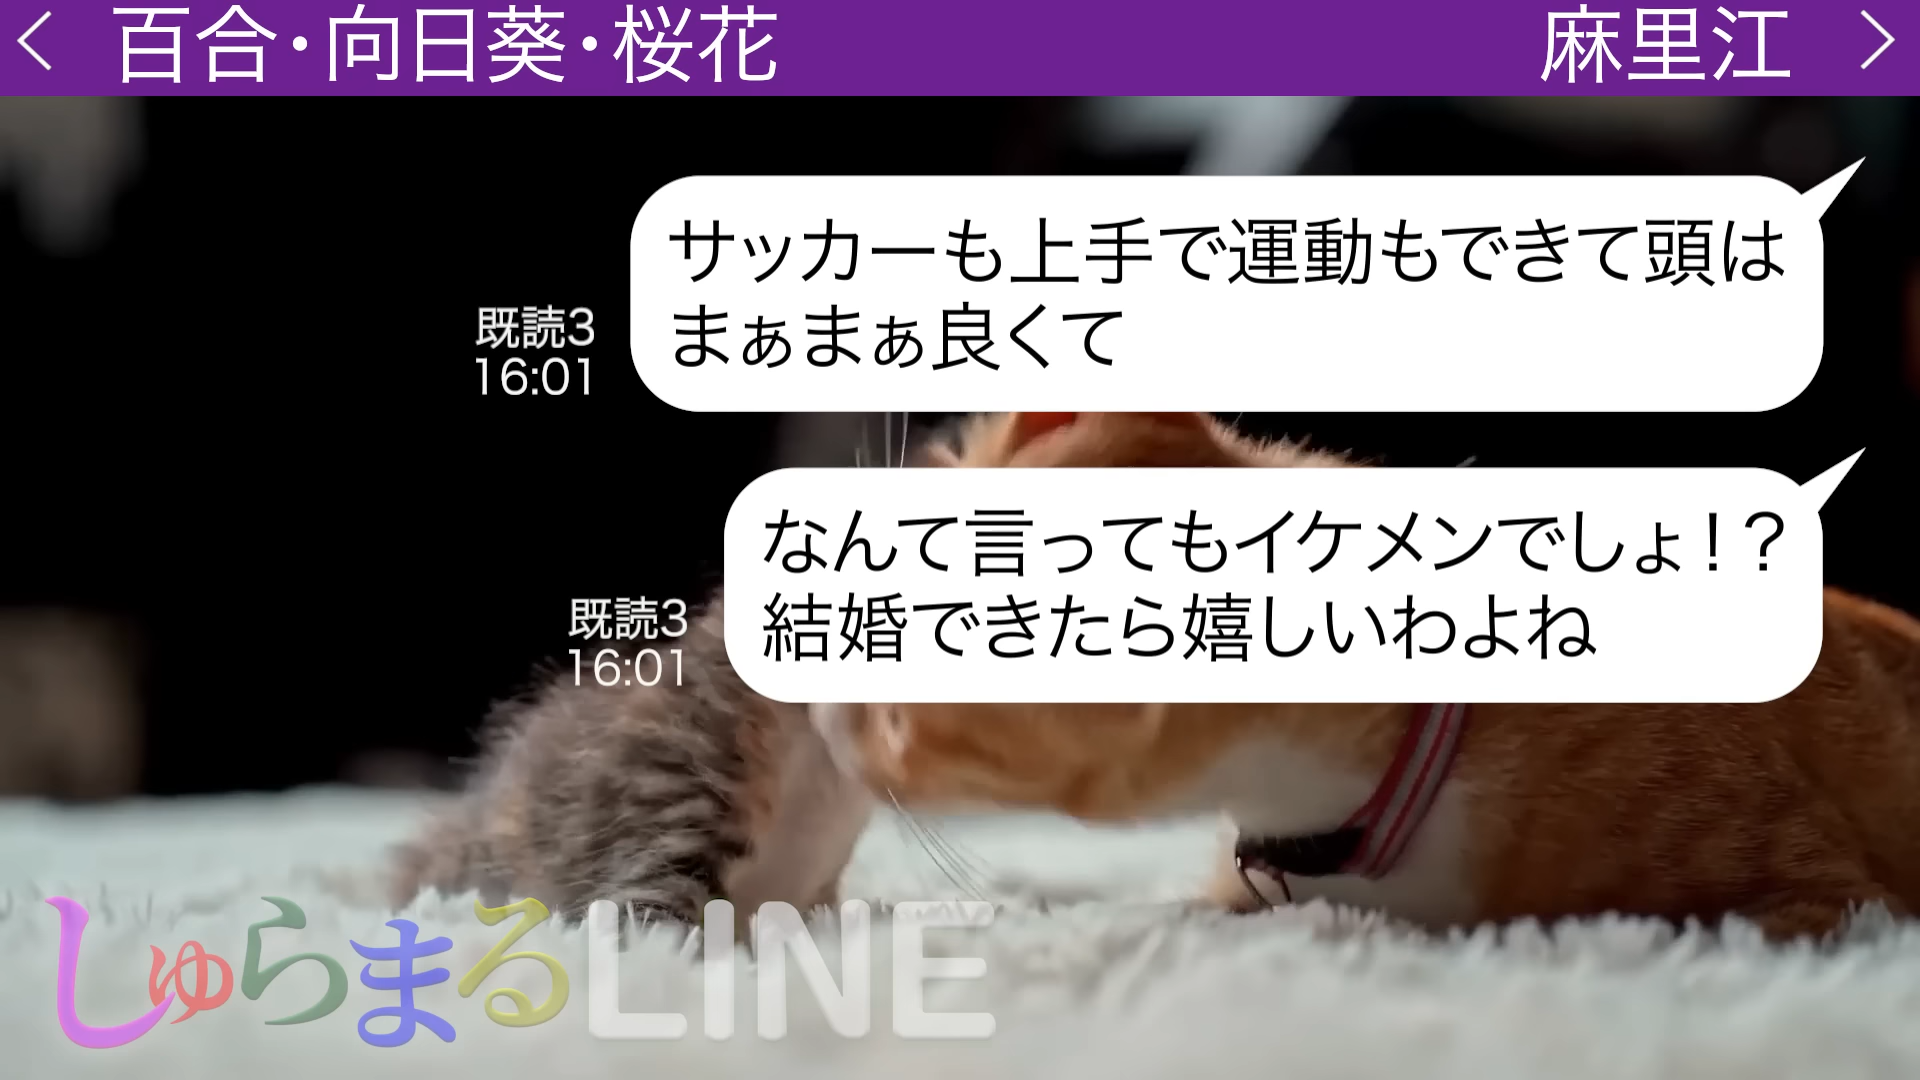 百合・向日葵・桜花
麻里江
サッカーも上手で運動もできて頭は
まぁまぁ良くて
既読3
16:01
なんて言ってもイケメンでしょ！？
結婚できたら嬉しいわよね
既読3
16:01
しゅらまるLINE